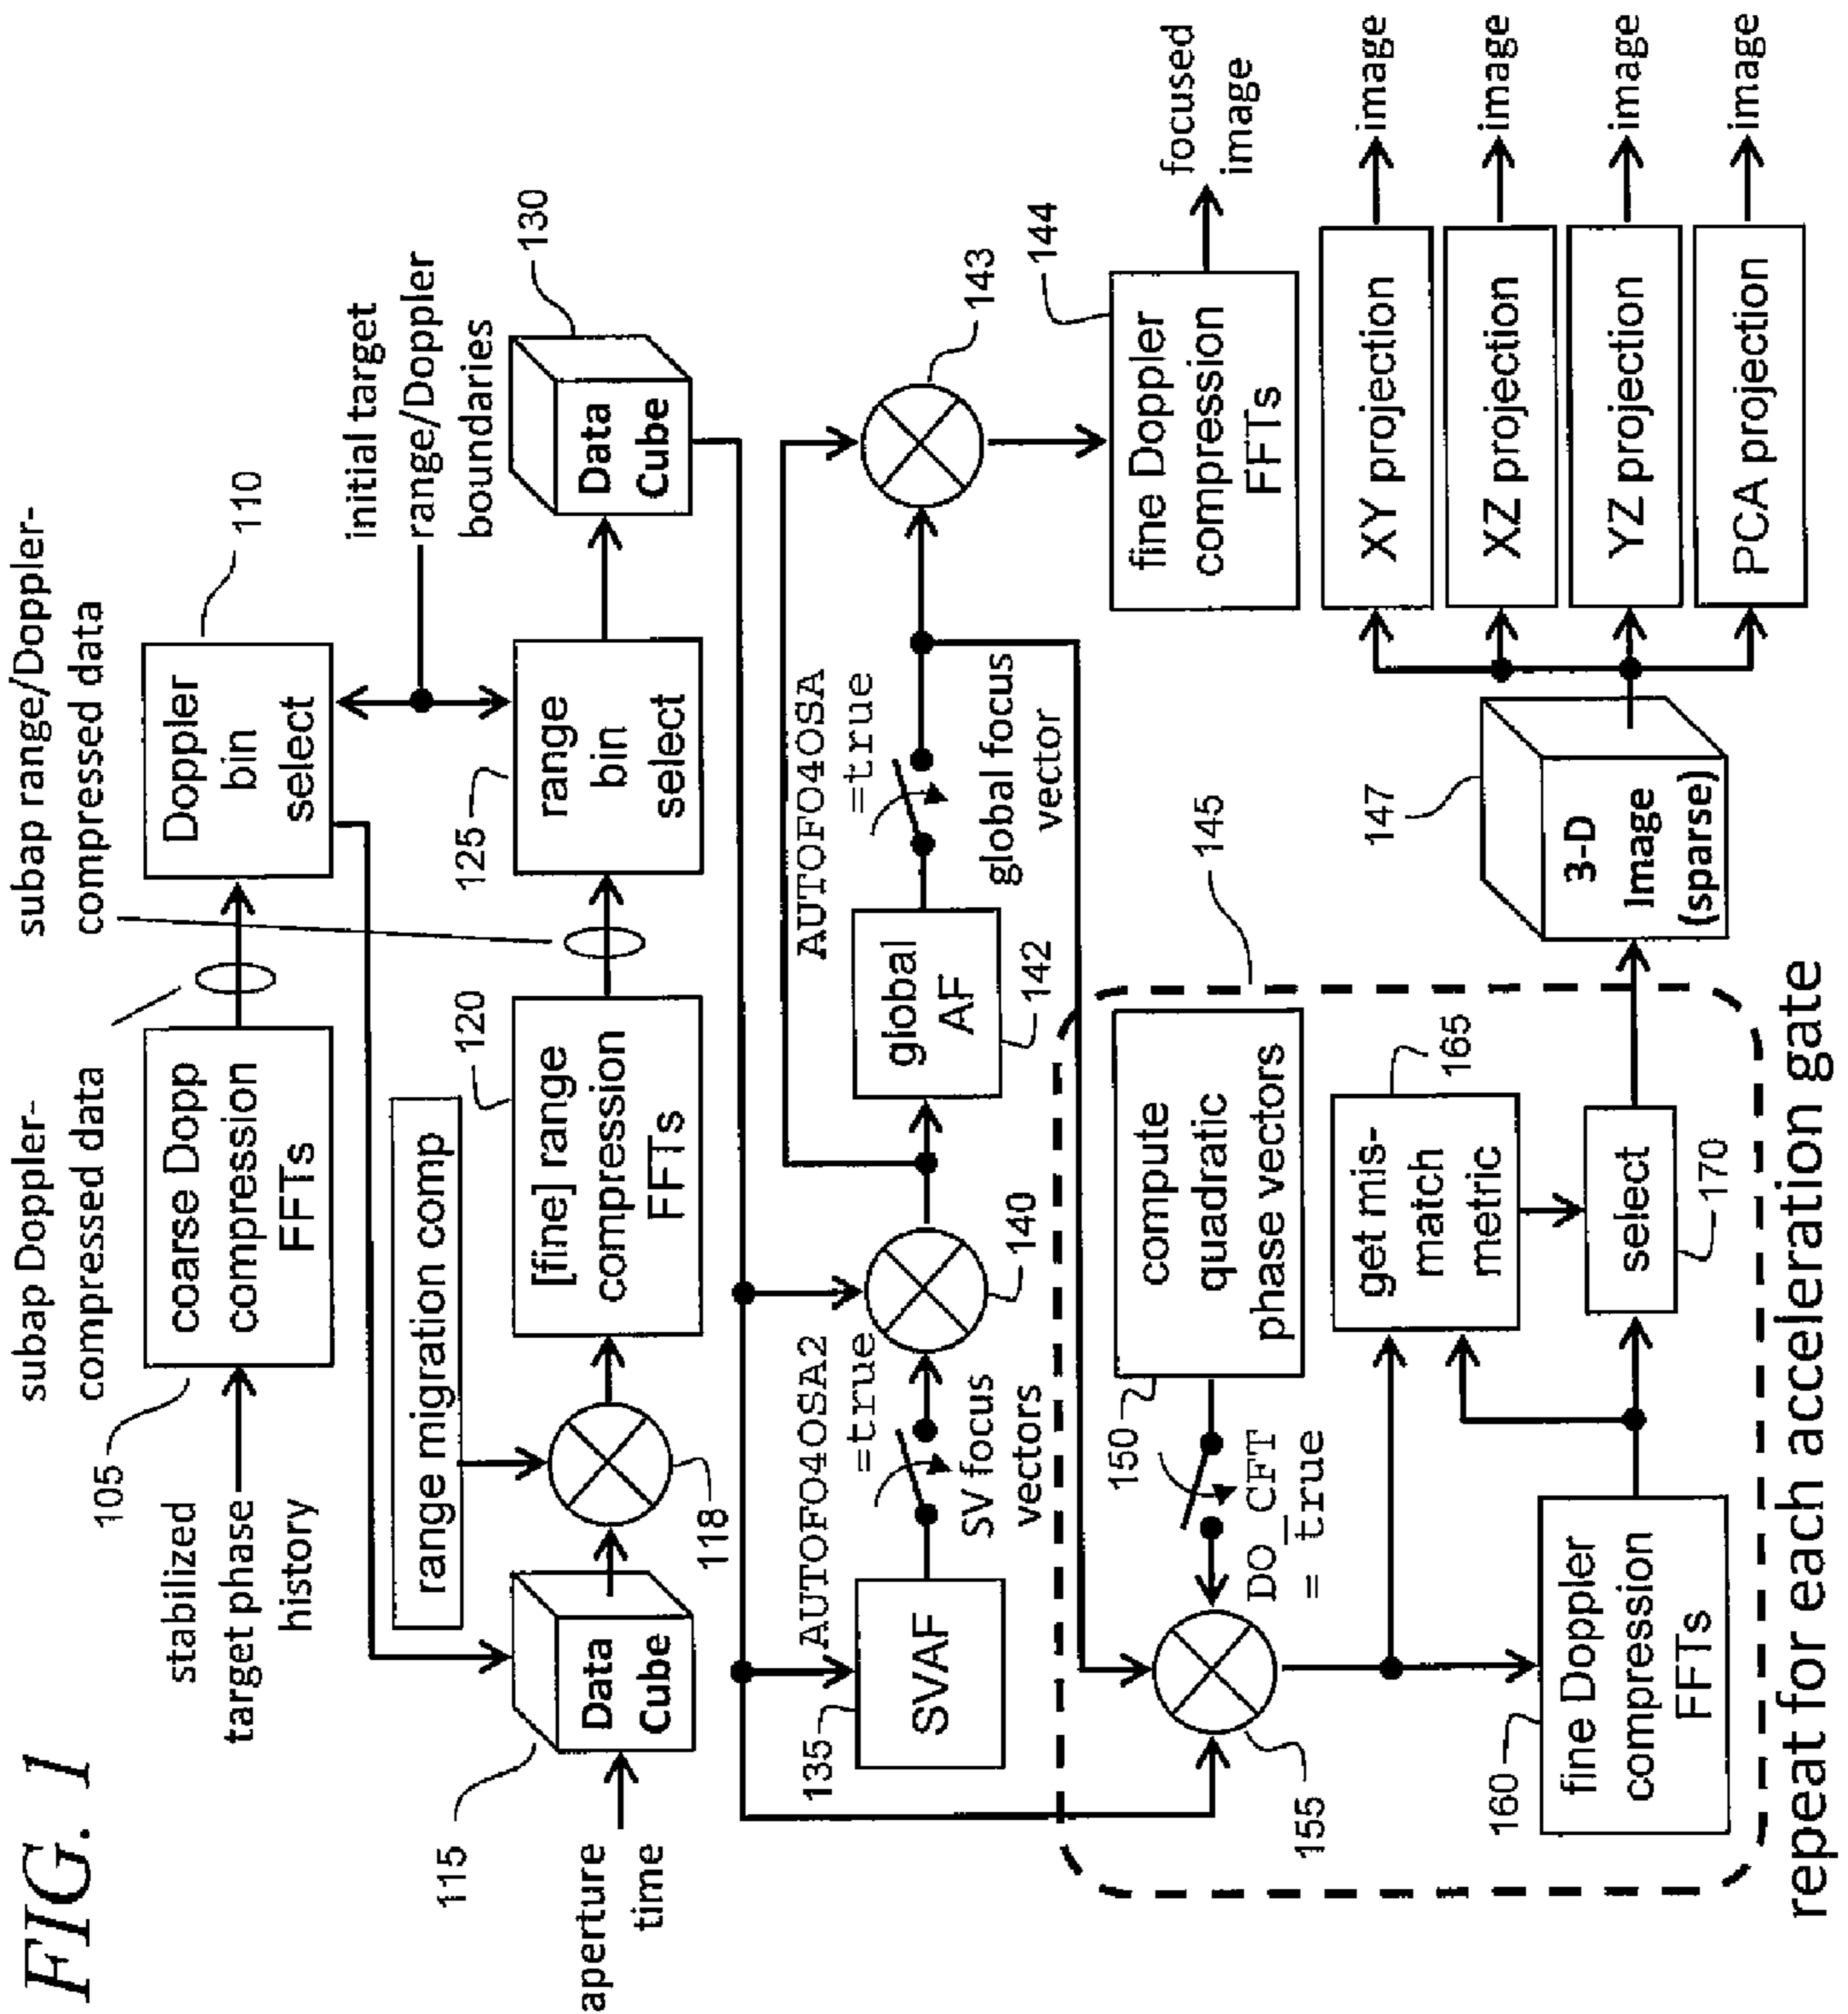 FIG. 1
stabilized
target phase
history
105
subap Doppler-
compressed data
coarse Dopp
compression
FFTs
subap range/Doppler-
compressed data
110
Doppler
bin
select
initial target
range/Doppler
boundaries
aperture
time
115
Data
Cube
range migration comp
118
120
[fine] range
compression
FFTs
125
range
bin
select
130
Data
Cube
135
SVAF
AUTOFO4OSA2
=true
SV focus
vectors
140
global
AF
142
AUTOFO4OSA
=true
global focus
vector
143
144
fine Doppler
compression
FFTs
focused
image
145
compute
quadratic
phase vectors
150
DO_CFT
= true
155
160
fine Doppler
compression
FFTs
165
get mis-
match
metric
select
170
repeat for each acceleration gate
147
3-D
Image
(sparse)
XY projection
image
XZ projection
image
YZ projection
image
PCA projection
image